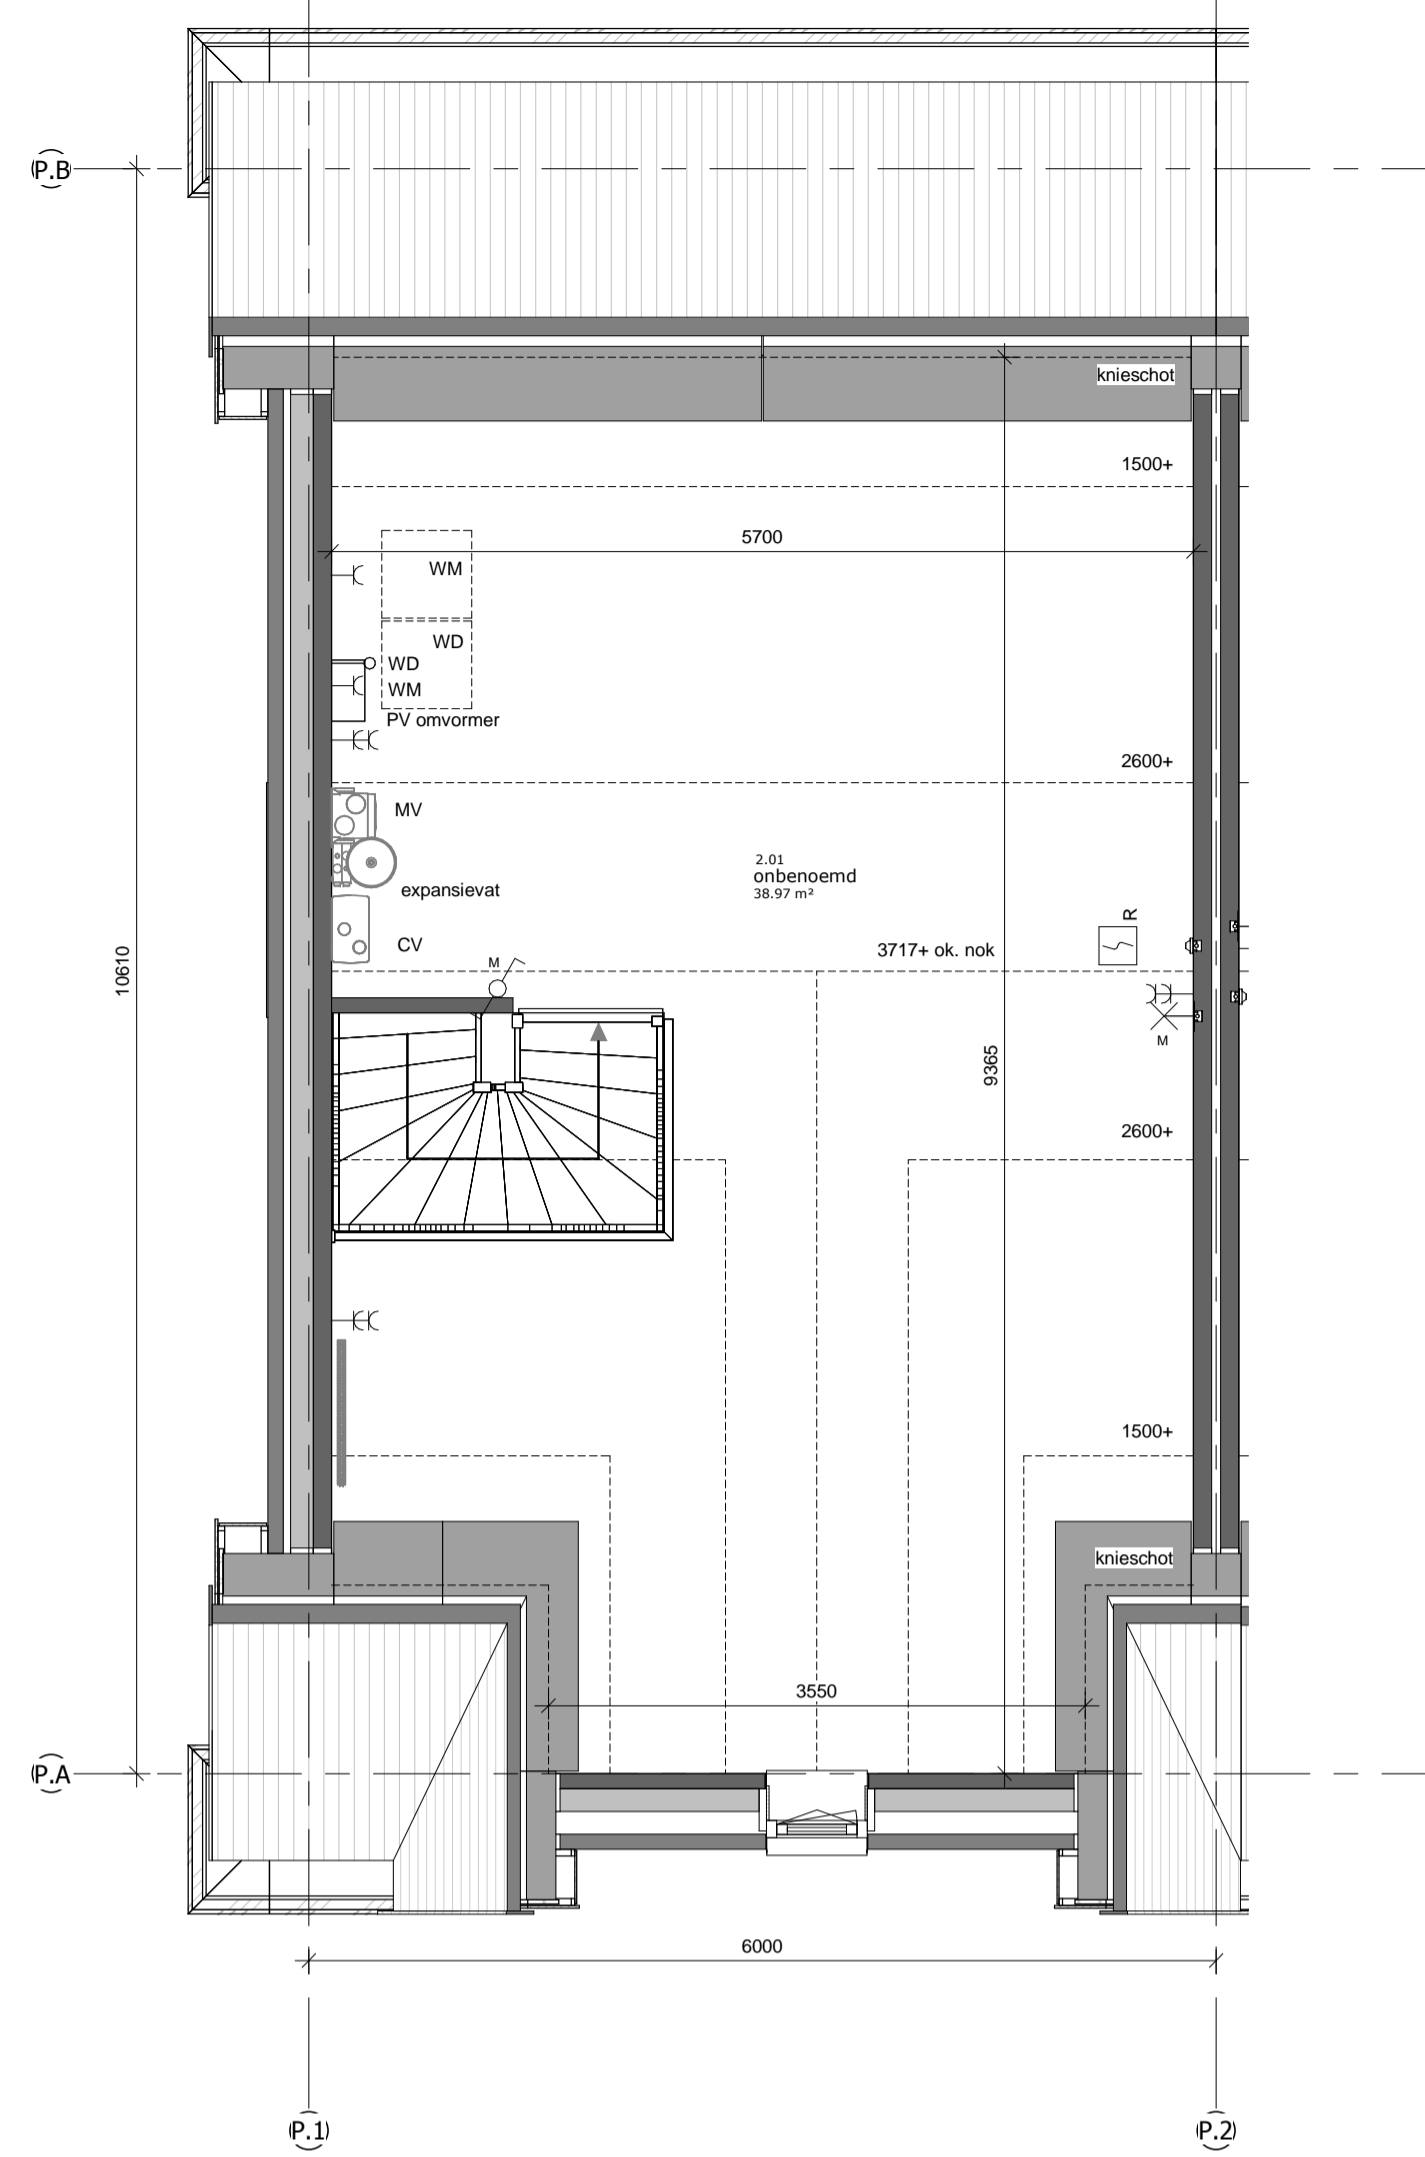 P.B
knieschot
1500+
5700
WM
WD
WD
WM
PV omvormer
2600+
MV
2.01
onbenoemd
38.97 m²
expansievat
R
CV
3717+ ok. nok
M
10610
M
9365
2600+
1500+
knieschot
3550
P.A
6000
P.1
P.2